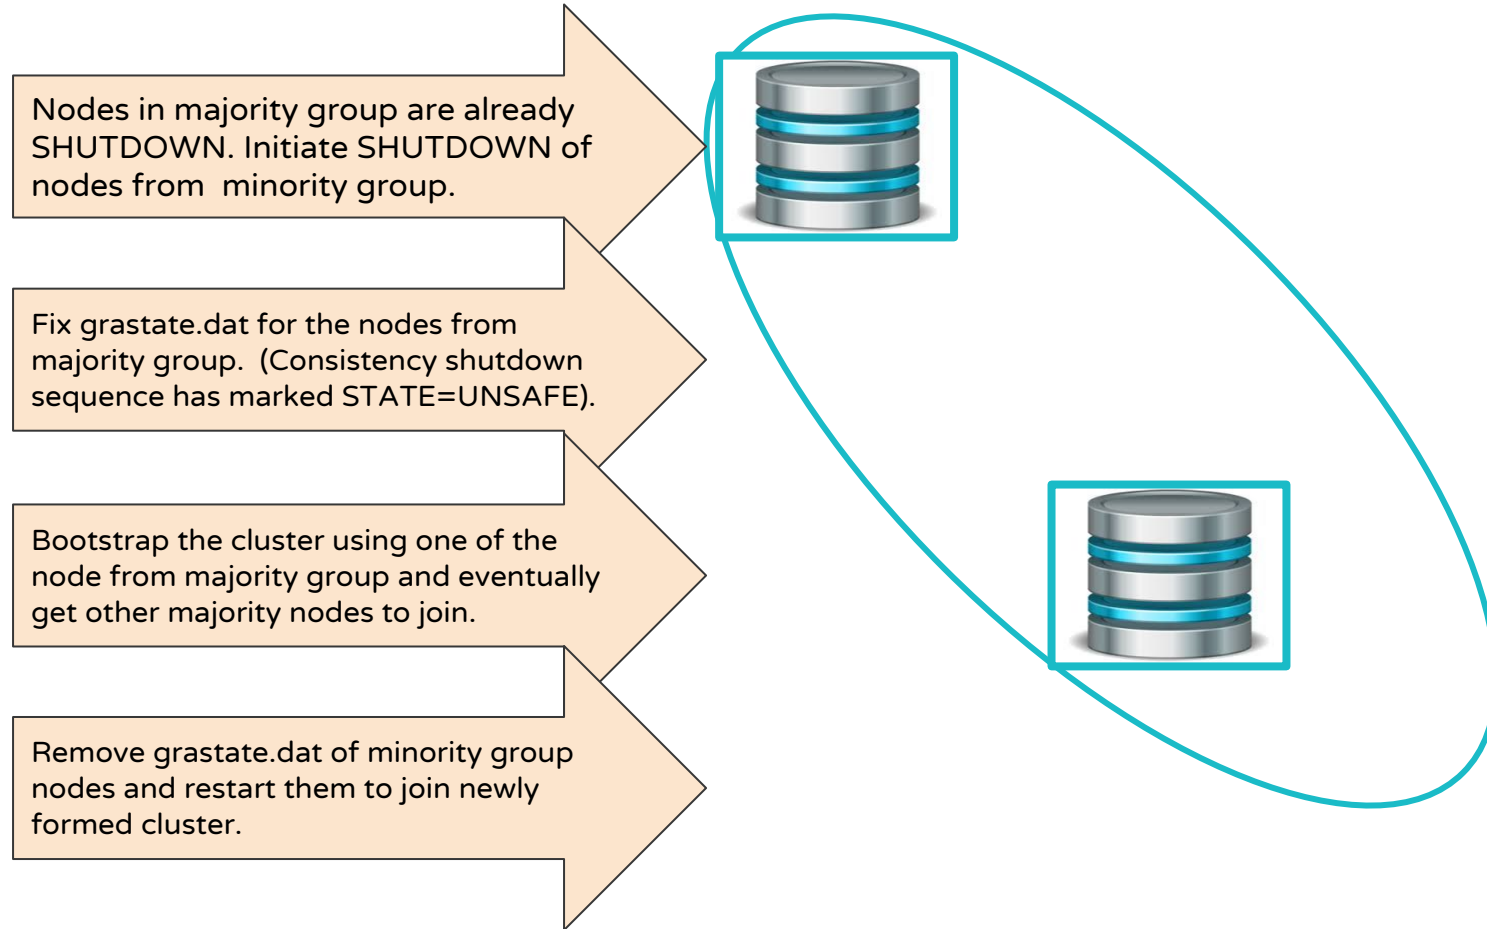 Nodes in majority group are already
SHUTDOWN. Initiate SHUTDOWN of
nodes from  minority group.
Fix grastate.dat for the nodes from
majority group.  (Consistency shutdown
sequence has marked STATE=UNSAFE).
Bootstrap the cluster using one of the
node from majority group and eventually
get other majority nodes to join.
Remove grastate.dat of minority group
nodes and restart them to join newly
formed cluster.